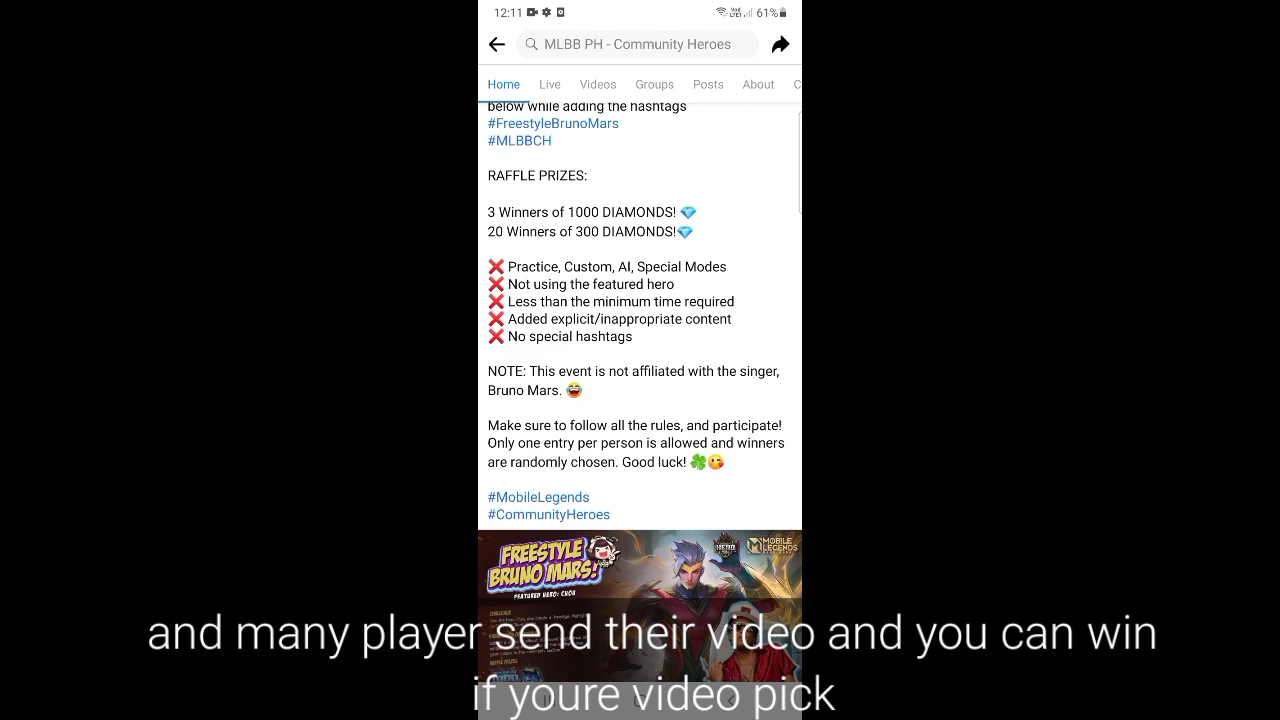 12:11 61%
MLBB PH - Community Heroes
Home Live Videos Groups Posts About C
below while adding the hashtags
#FreestyleBrunoMars
#MLBBCH
RAFFLE PRIZES:
3 Winners of 1000 DIAMONDS! 💎
20 Winners of 300 DIAMONDS!💎
❌ Practice, Custom, AI, Special Modes
❌ Not using the featured hero
❌ Less than the minimum time required
❌ Added explicit/inappropriate content
❌ No special hashtags
NOTE: This event is not affiliated with the singer,
Bruno Mars. 😂
Make sure to follow all the rules, and participate!
Only one entry per person is allowed and winners
are randomly chosen. Good luck! 🍀😘
#MobileLegends
#CommunityHeroes
FREESTYLE
BRUNO MARS!
FEATURED HERO: CHOU
HERO
MOBILE
LEGENDS
and many player send their video and you can win
if youre video pick